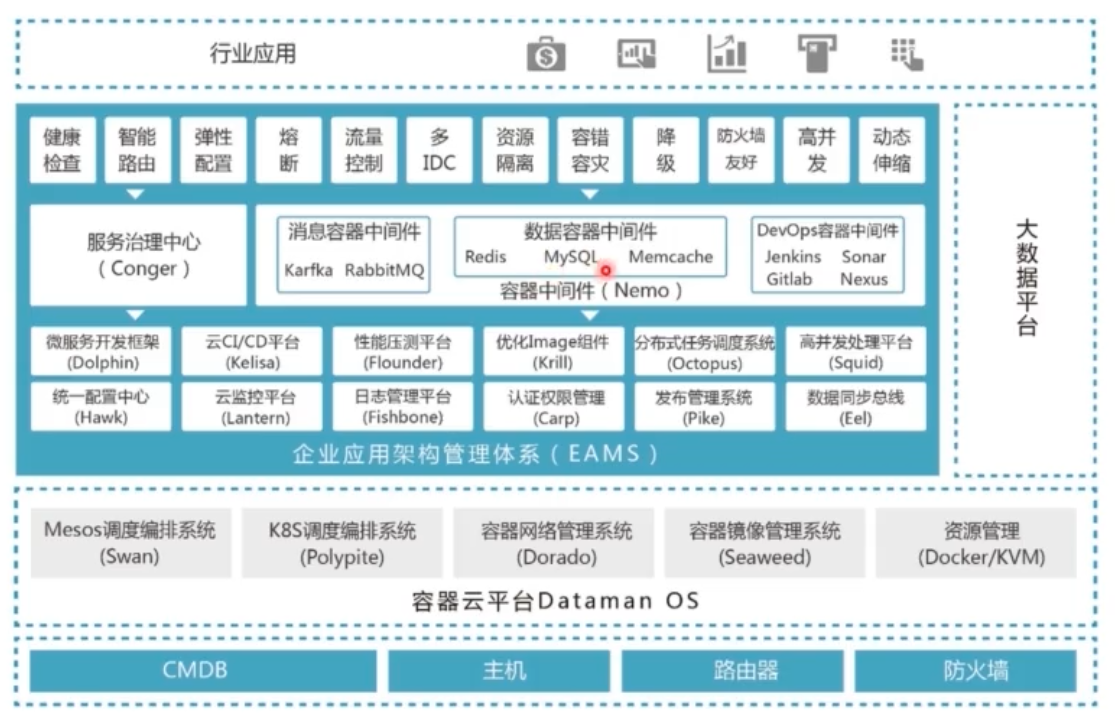 行业应用
健康
检查
智能
路由
弹性
配置
熔
断
流量
控制
多
IDC
资源
隔离
容错
容灾
降
级
防火墙
友好
高并
发
动态
伸缩
服务治理中心
（Conger）
消息容器中间件
Karfka RabbitMQ
数据容器中间件
Redis MySQL Memcache
DevOps容器中间件
Jenkins Sonar
Gitlab Nexus
容器中间件（Nemo）
微服务开发框架
(Dolphin)
云CI/CD平台
(Kelisa)
性能压测平台
(Flounder)
优化Image组件
(Krill)
分布式任务调度系统
(Octopus)
高并发处理平台
(Squid)
统一配置中心
(Hawk)
云监控平台
(Lantern)
日志管理平台
(Fishbone)
认证权限管理
(Carp)
发布管理系统
(Pike)
数据同步总线
(Eel)
企业应用架构管理体系（EAMS）
大数据平台
Mesos调度编排系统
(Swan)
K8S调度编排系统
(Polypite)
容器网络管理系统
(Dorado)
容器镜像管理系统
(Seaweed)
资源管理
(Docker/KVM)
容器云平台Dataman OS
CMDB
主机
路由器
防火墙